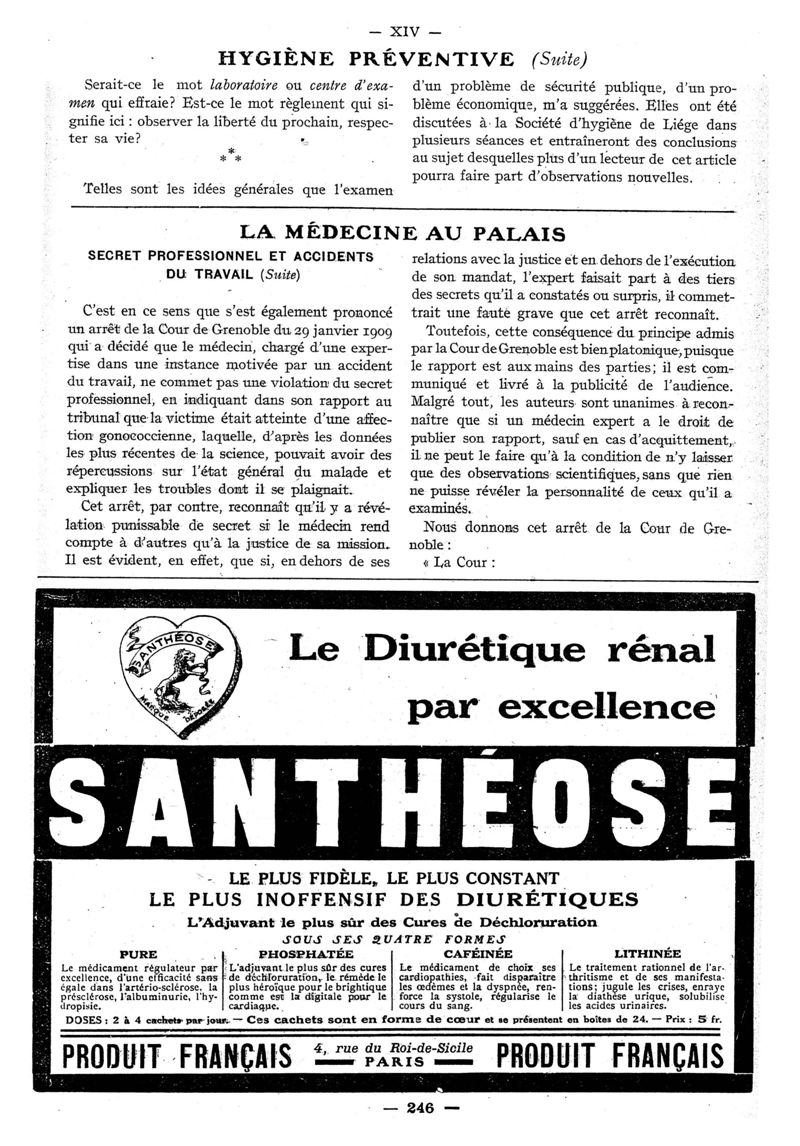 — XIV —
HYGIÈNE PRÉVENTIVE (Suite)
Serait-ce le mot laboratoire ou centre d'exa-
men qui effraie? Est-ce le mot règlement qui si-
gnifie ici : observer la liberté du prochain, respec-
ter sa vie?
* * *
Telles sont les idées générales que l'examen
d'un problème de sécurité publique, d'un pro-
blème économique, m'a suggérées. Elles ont été
discutées à la Société d'hygiène de Liége dans
plusieurs séances et entraîneront des conclusions
au sujet desquelles plus d'un lecteur de cet article
pourra faire part d'observations nouvelles.
LA MÉDECINE AU PALAIS
SECRET PROFESSIONNEL ET ACCIDENTS
DU TRAVAIL (Suite)
C'est en ce sens que s'est également prononcé
un arrêt de la Cour de Grenoble du 29 janvier 1909
qui a décidé que le médecin, chargé d'une exper-
tise dans une instance motivée par un accident
du travail, ne commet pas une violation du secret
professionnel, en indiquant dans son rapport au
tribunal que la victime était atteinte d'une affec-
tion gonococcienne, laquelle, d'après les données
les plus récentes de la science, pouvait avoir des
répercussions sur l'état général du malade et
expliquer les troubles dont il se plaignait.
Cet arrêt, par contre, reconnaît qu'il y a révé-
lation punissable de secret si le médecin rend
compte à d'autres qu'à la justice de sa mission.
Il est évident, en effet, que si, en dehors de ses
relations avec la justice et en dehors de l'exécution
de son mandat, l'expert faisait part à des tiers
des secrets qu'il a constatés ou surpris, il commet-
trait une faute grave que cet arrêt reconnaît.
Toutefois, cette conséquence du principe admis
par la Cour de Grenoble est bien platonique, puisque
le rapport est aux mains des parties; il est com-
muniqué et livré à la publicité de l'audience.
Malgré tout, les auteurs sont unanimes à recon-
naître que si un médecin expert a le droit de
publier son rapport, sauf en cas d'acquittement,
il ne peut le faire qu'à la condition de n'y laisser
que des observations scientifiques, sans que rien
ne puisse révéler la personnalité de ceux qu'il a
examinés.
Nous donnons cet arrêt de la Cour de Gre-
noble :
« La Cour :
SANTHÉOSE
MARQUE DÉPOSÉE
Le Diurétique rénal
par excellence
SANTHÉOSE
LE PLUS FIDÈLE, LE PLUS CONSTANT
LE PLUS INOFFENSIF DES DIURÉTIQUES
L'Adjuvant le plus sûr des Cures de Déchloruration
SOUS SES QUATRE FORMES
PURE
Le médicament régulateur par
excellence, d'une efficacité sans
égale dans l'artério-sclérose, la
présclérose, l'albuminurie, l'hy-
dropisie.
PHOSPHATÉE
L'adjuvant le plus sûr des cures
de déchloruration, le remède le
plus héroïque pour le brightique
comme est la digitale pour le
cardiaque.
CAFÉINÉE
Le médicament de choix ses
cardiopathies, fait disparaître
les œdèmes et la dyspnée, ren-
force la systole, régularise le
cours du sang.
LITHINÉE
Le traitement rationnel de l'ar-
thritisme et de ses manifesta-
tions; jugule les crises, enraye
la diathèse urique, solubilise
les acides urinaires.
DOSES : 2 à 4 cachets par jour. — Ces cachets sont en forme de cœur et se présentent en boîtes de 24. — Prix : 5 fr.
PRODUIT FRANÇAIS
4, rue du Roi-de-Sicile
PARIS
PRODUIT FRANÇAIS
— 246 —